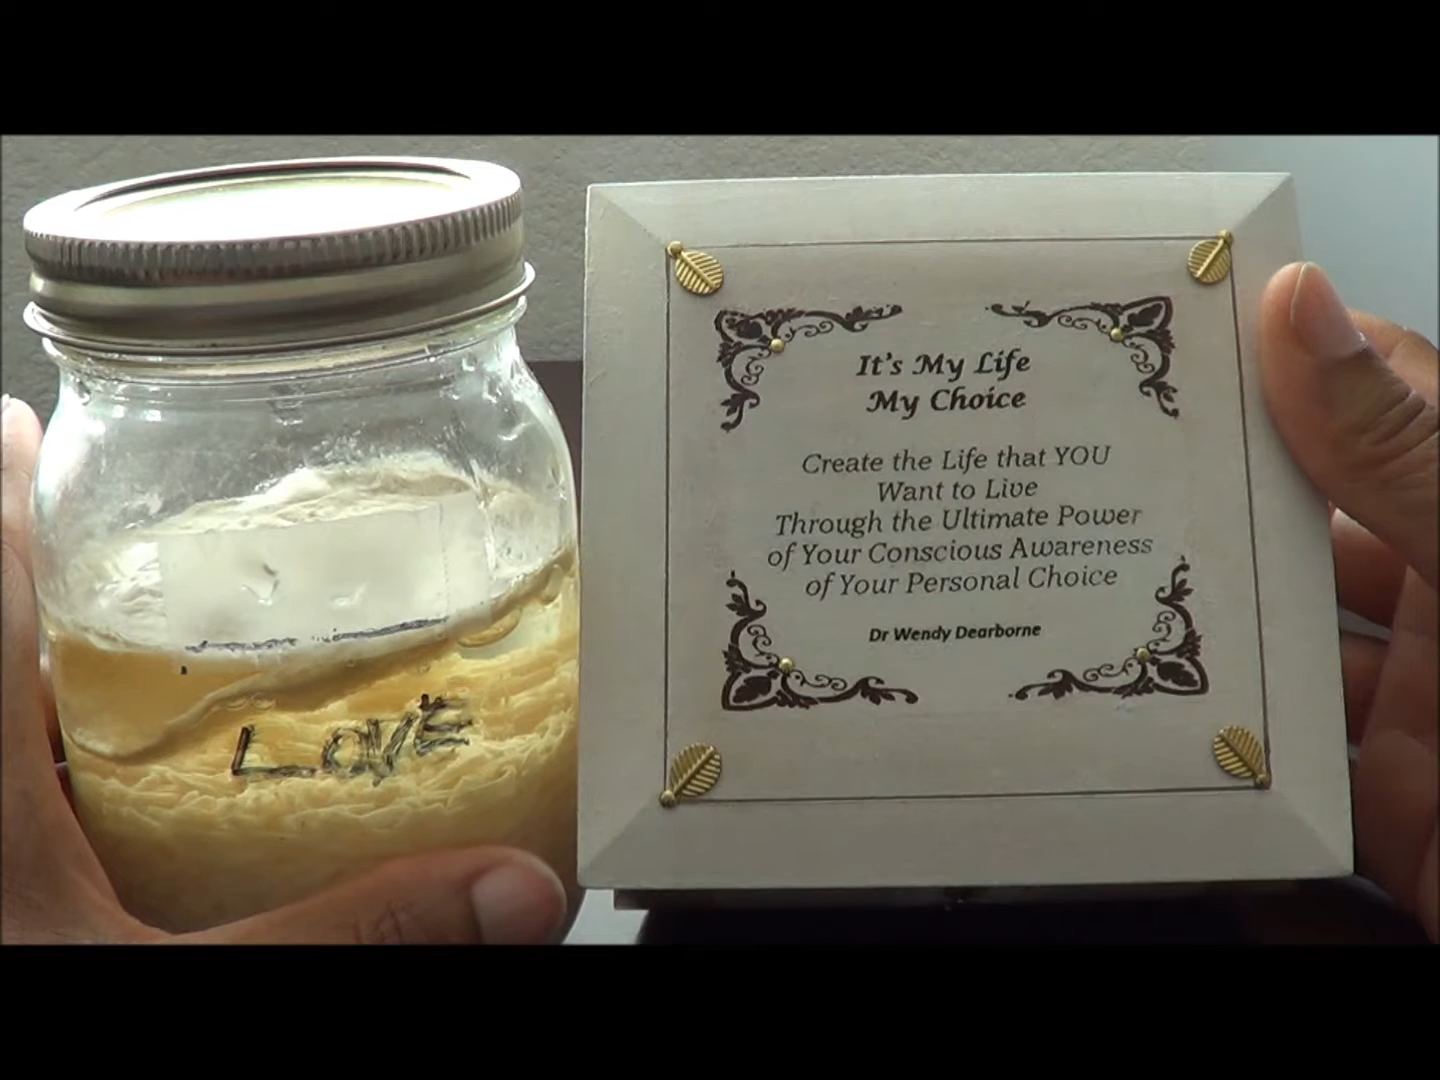 LOVE
It's My Life
My Choice
Create the Life that YOU
Want to Live
Through the Ultimate Power
of Your Conscious Awareness
of Your Personal Choice
Dr Wendy Dearborne